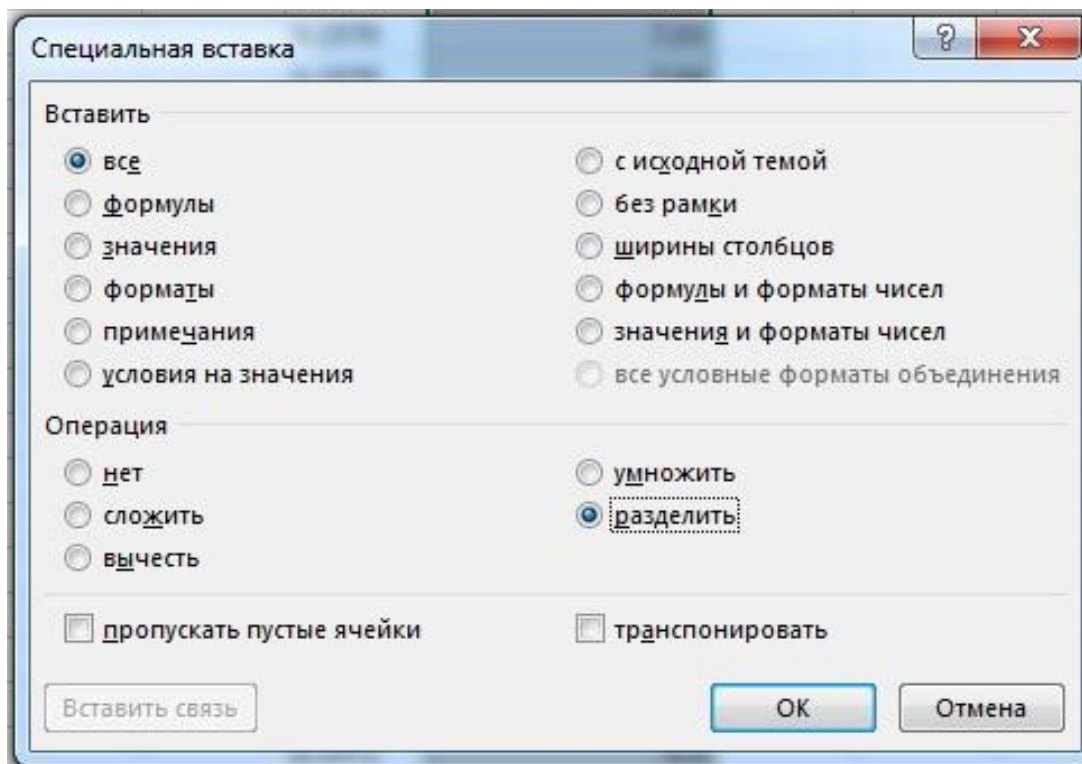 Специальная вставка
Вставить
все
с исходной темой
формулы
без рамки
значения
ширины столбцов
форматы
формулы и форматы чисел
примечания
значения и форматы чисел
условия на значения
все условные форматы объединения
Операция
нет
умножить
сложить
разделить
вычесть
пропускать пустые ячейки
транспонировать
Вставить связь
ОК
Отмена